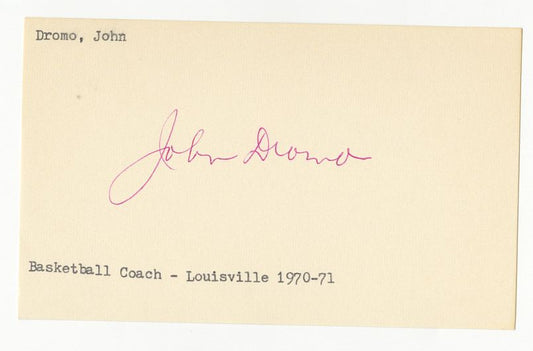 Dromo, John
John Dromo
Basketball Coach - Louisville 1970-71